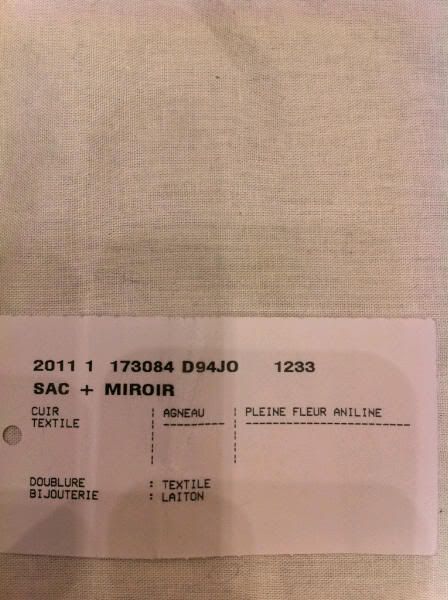 2011 1 173084 D94JO 1233
SAC + MIROIR
CUIR ¦ AGNEAU ¦ PLEINE FLEUR ANILINE
TEXTILE ¦ ---------- ¦ --------------------------
DOUBLURE : TEXTILE
BIJOUTERIE : LAITON